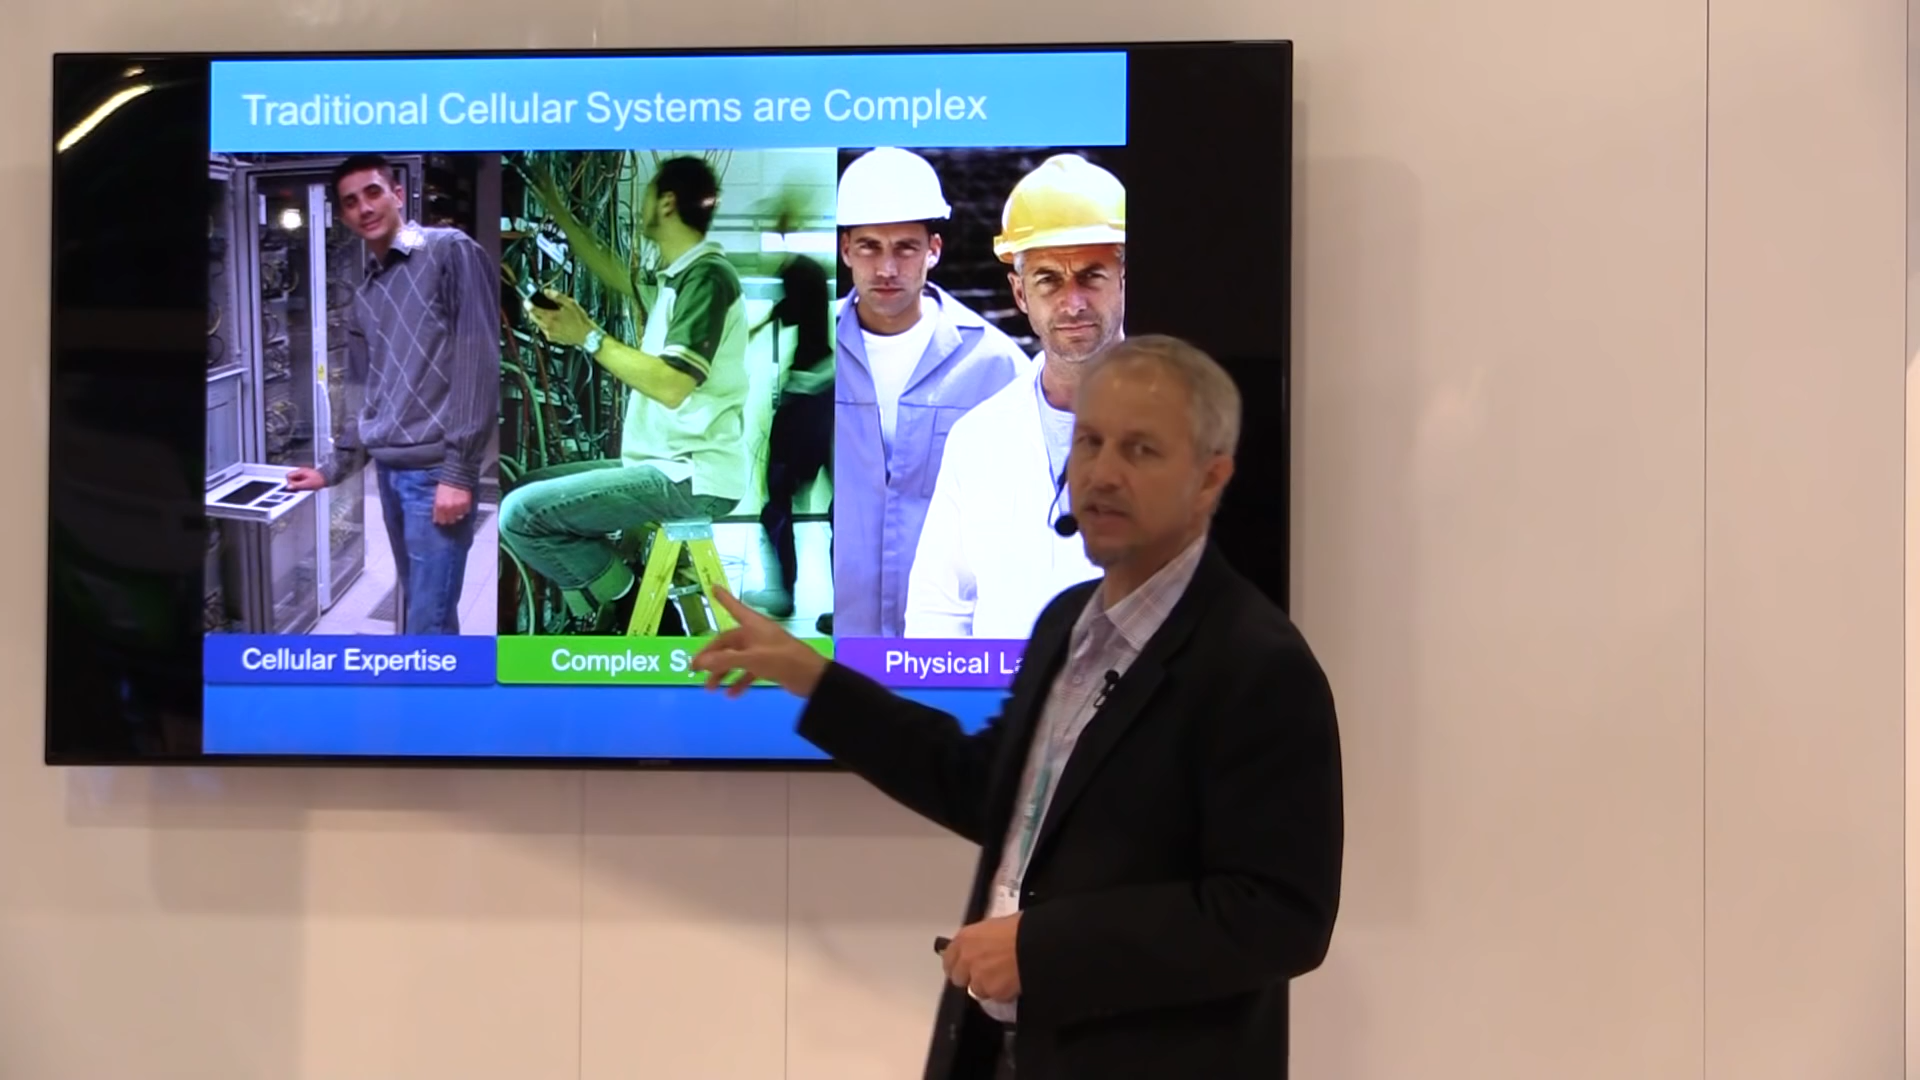 Traditional Cellular Systems are Complex
Cellular Expertise
Complex
Physical